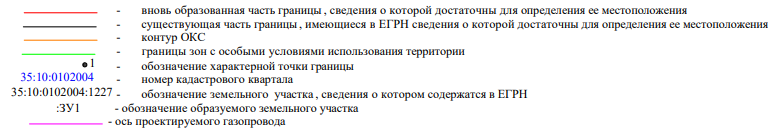 - вновь образованная часть границы, сведения о которой достаточны для определения ее местоположения
- существующая часть границы, имеющиеся в ЕГРН сведения о которой достаточны для определения ее местоположения
- контур ОКС
- границы зон с особыми условиями использования территории
1 - обозначение характерной точки границы
35:10:0102004 - номер кадастрового квартала
35:10:0102004:1227 - обозначение земельного участка, сведения о котором содержатся в ЕГРН
:ЗУ1 - обозначение образуемого земельного участка
- ось проектируемого газопровода